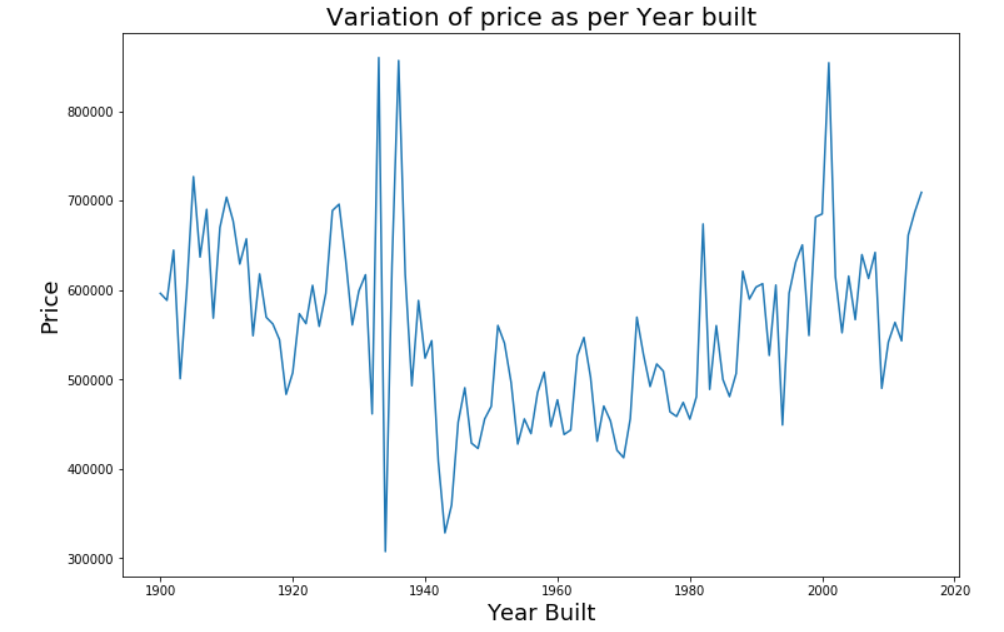 Variation of price as per Year built
Price
800000
700000
600000
500000
400000
300000
1900 1920 1940 1960 1980 2000 2020
Year Built